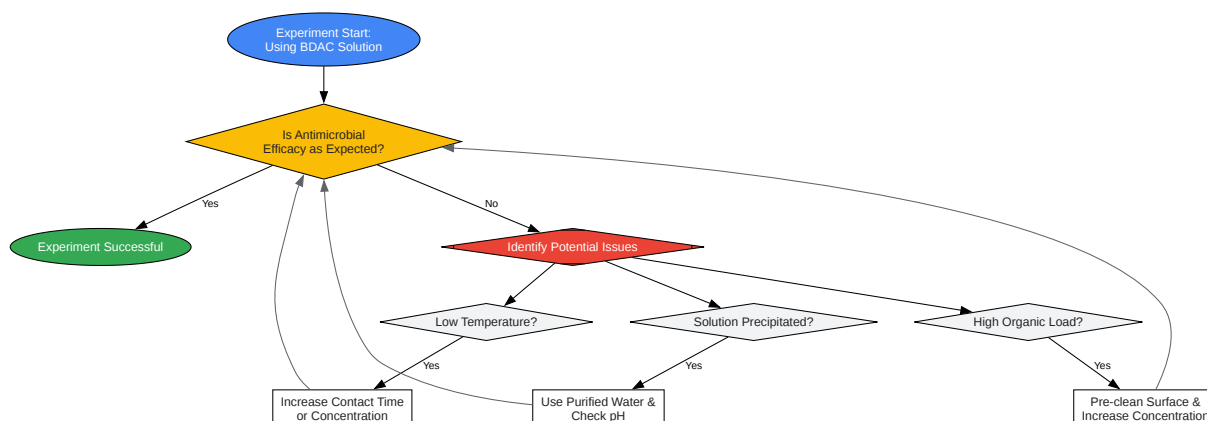 Experiment Start:
Using BDAC Solution
Is Antimicrobial
Efficacy as Expected?
Yes
No
Experiment Successful
Identify Potential Issues
Low Temperature?
Solution Precipitated?
High Organic Load?
Yes
Yes
Yes
Increase Contact Time
or Concentration
Use Purified Water &
Check pH
Pre-clean Surface &
Increase Concentration